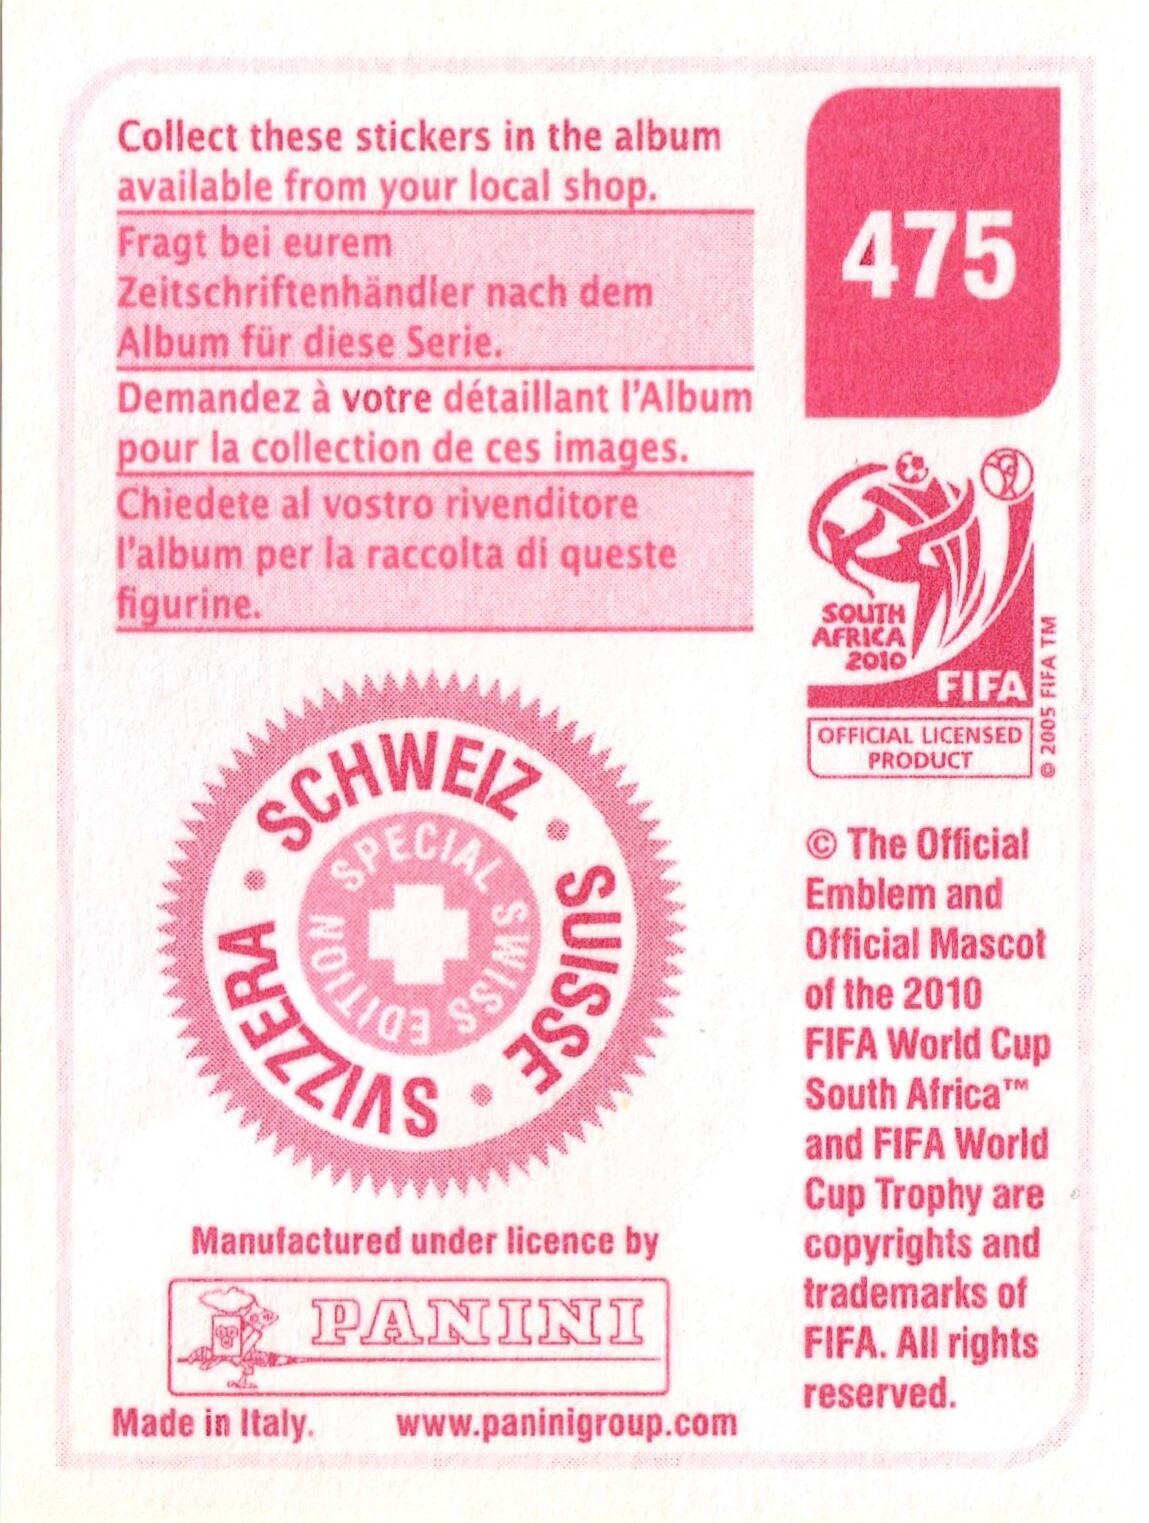 Collect these stickers in the album
available from your local shop.
Fragt bei eurem
Zeitschriftenhändler nach dem
Album für diese Serie.
Demandez à votre détaillant l'Album
pour la collection de ces images.
Chiedete al vostro rivenditore
l'album per la raccolta di queste
figurine.
475
SOUTH
AFRICA
2010
FIFA
© 2005 FIFA TM
OFFICIAL LICENSED
PRODUCT
SCHWEIZ • SUISSE • SVIZZERA •
SPECIAL SWISS EDITION
© The Official
Emblem and
Official Mascot
of the 2010
FIFA World Cup
South Africa™
and FIFA World
Cup Trophy are
copyrights and
trademarks of
FIFA. All rights
reserved.
Manufactured under licence by
PANINI
Made in Italy.
www.paninigroup.com